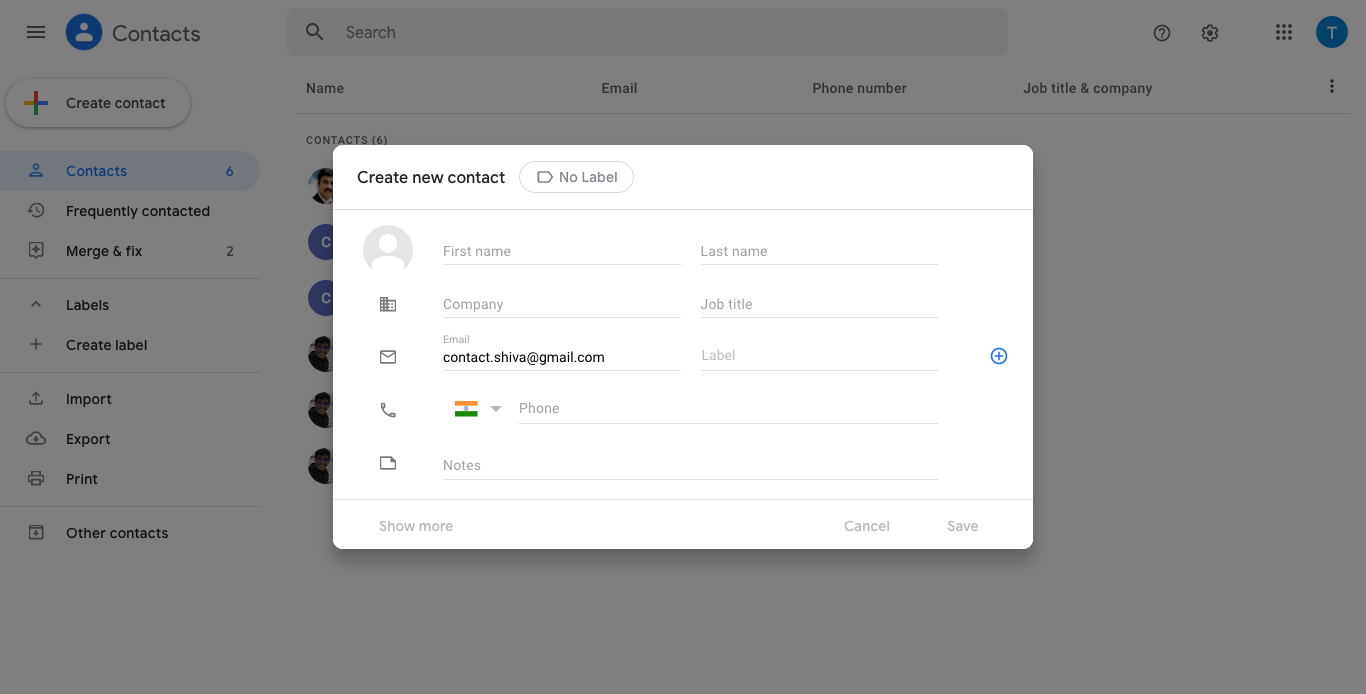 Contacts
Search
T
Create contact
Name Email Phone number Job title & company
CONTACTS (6)
Contacts 6
Frequently contacted
Merge & fix 2
Labels
Create label
Import
Export
Print
Other contacts
C
C
Create new contact No Label
First name Last name
Company Job title
Email
contact.shiva@gmail.com Label
Phone
Notes
Show more Cancel Save